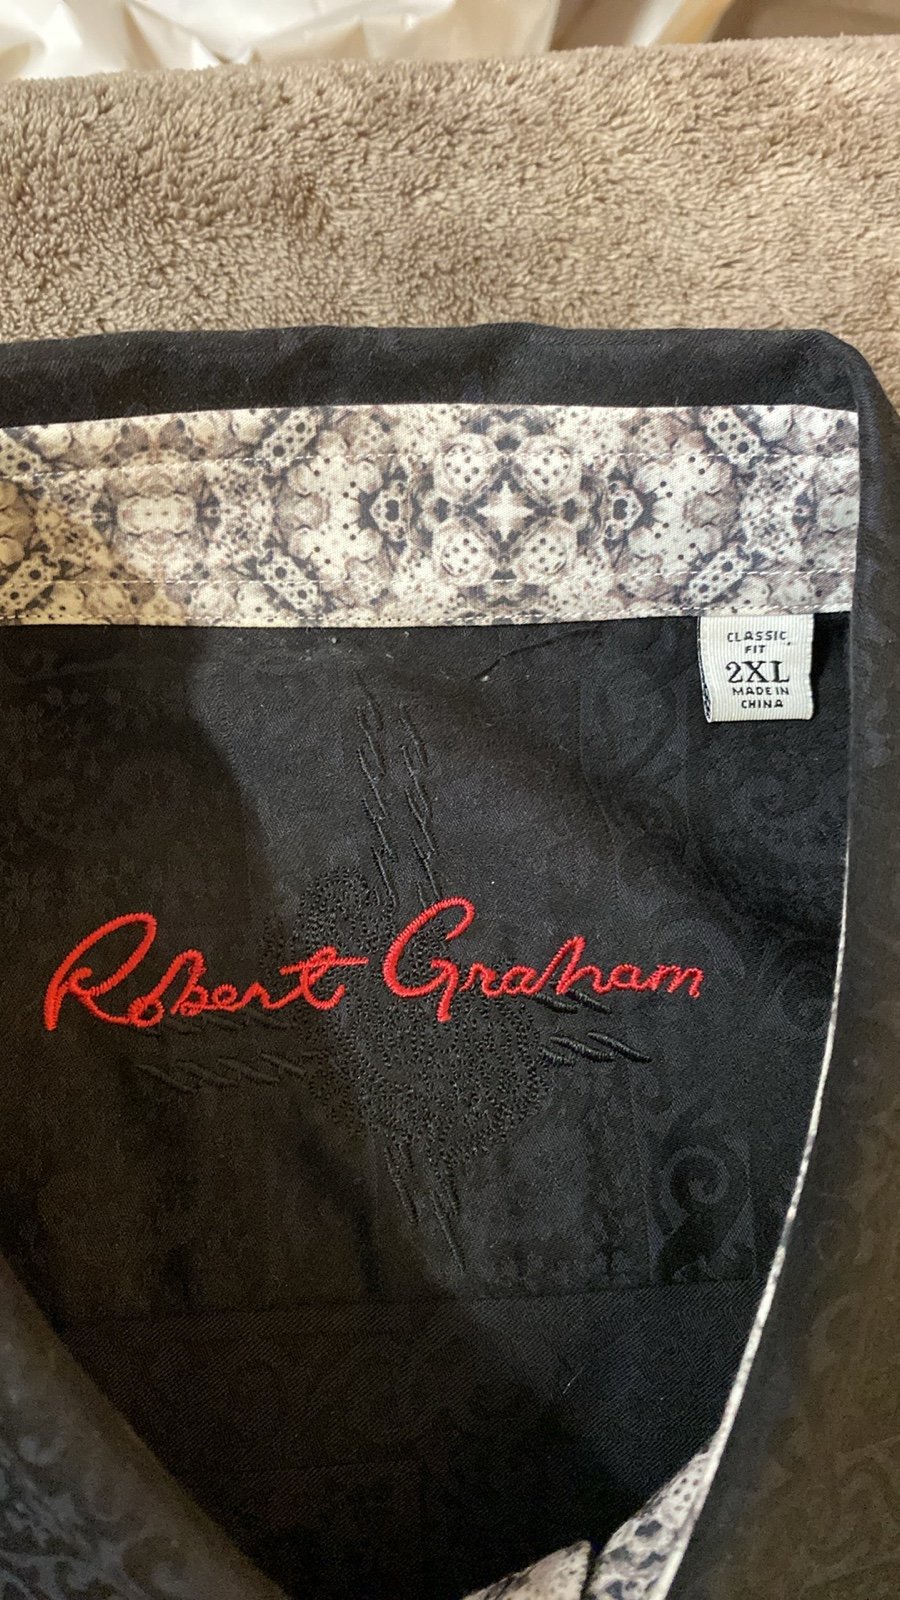 CLASSIC
FIT
2XL
MADE IN
CHINA
Robert Graham